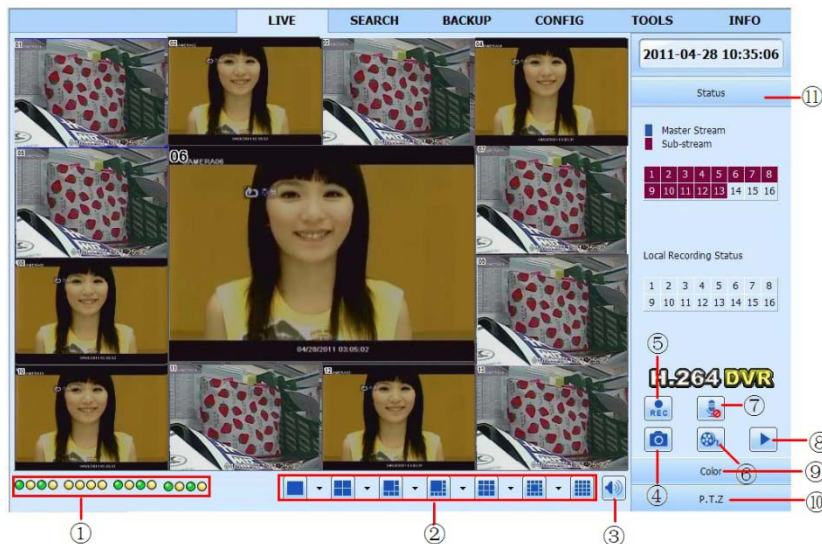 LIVE SEARCH BACKUP CONFIG TOOLS INFO
2011-04-28 10:35:06
Status
⑪
Master Stream
Sub-stream
1 2 3 4 5 6 7 8
9 10 11 12 13 14 15 16
Local Recording Status
1 2 3 4 5 6 7 8
9 10 11 12 13 14 15 16
06
CAMERA06
04/28/2011 03:05:02
⑤
H.264 DVR
REC
⑦
⑧
Color
⑨
⑥
④
P.T.Z
⑩
①
②
③